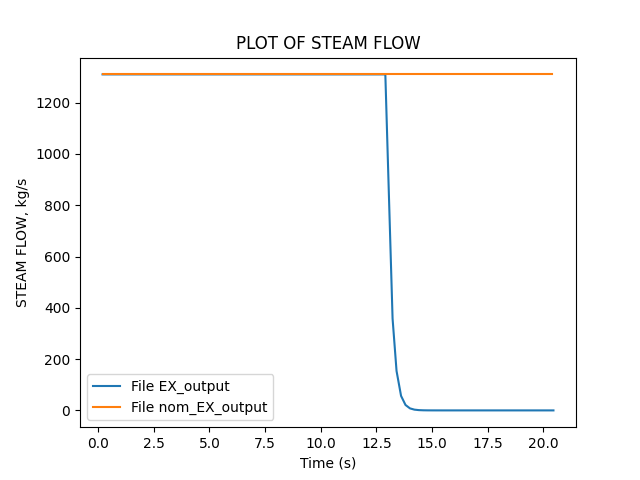 PLOT OF STEAM FLOW
STEAM FLOW, kg/s
1200
1000
800
600
400
200
0
File EX_output
File nom_EX_output
0.0 2.5 5.0 7.5 10.0 12.5 15.0 17.5 20.0
Time (s)